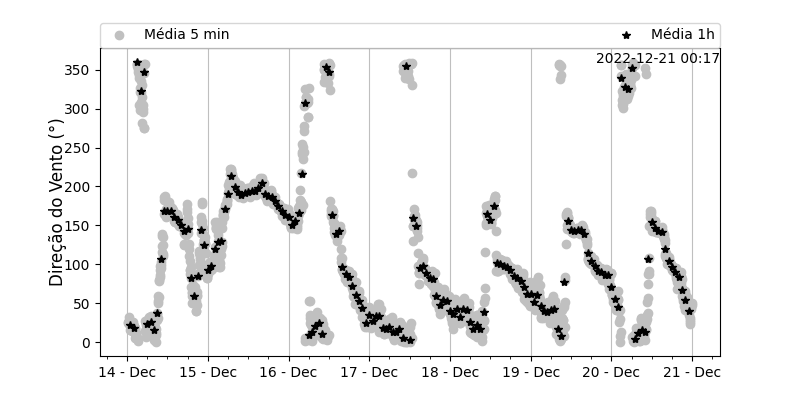 Média 5 min
Média 1h
2022-12-21 00:17
Direção do Vento (°)
350
300
250
200
150
100
50
0
14 - Dec
15 - Dec
16 - Dec
17 - Dec
18 - Dec
19 - Dec
20 - Dec
21 - Dec